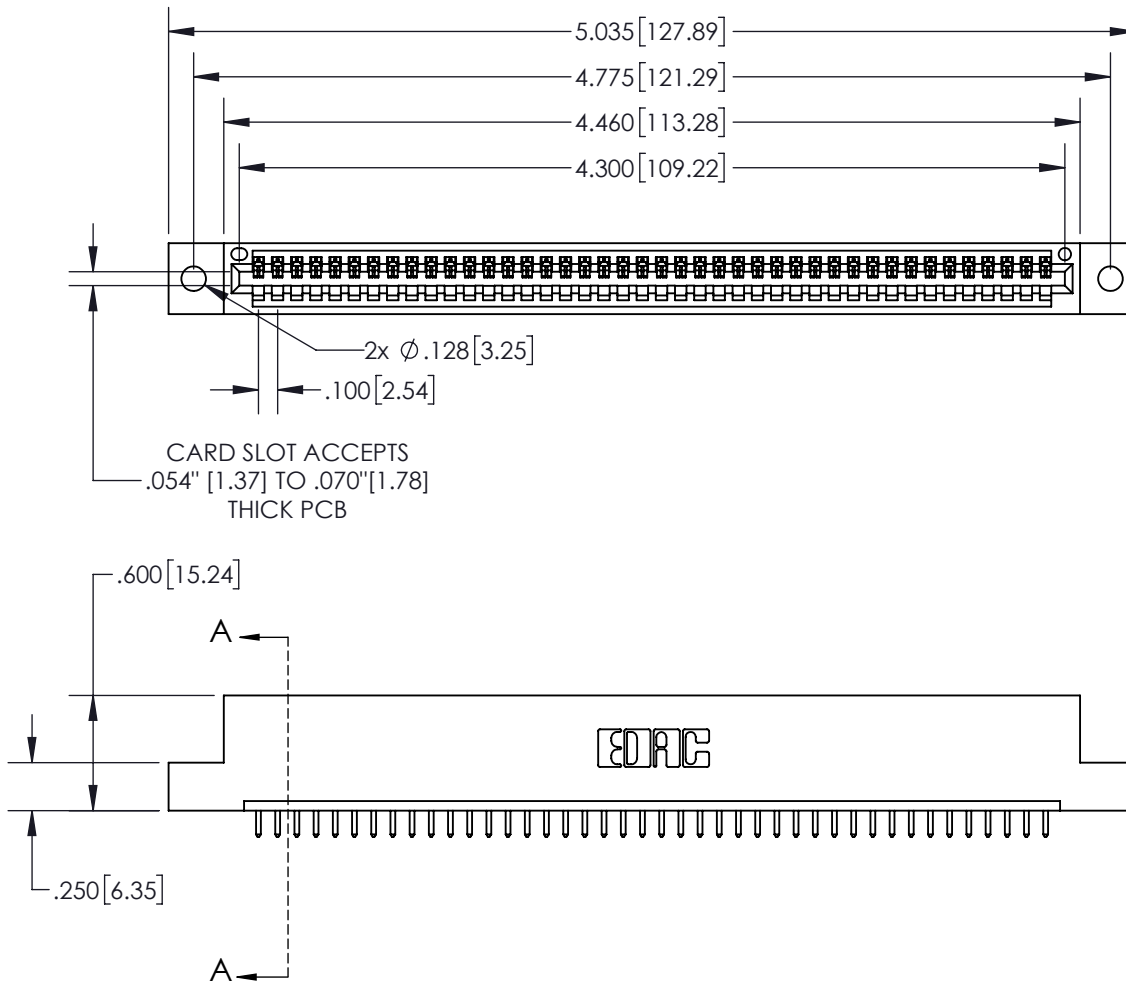 5.035[127.89]
4.775[121.29]
4.460[113.28]
4.300[109.22]
2x Ø.128[3.25]
.100[2.54]
CARD SLOT ACCEPTS
.054" [1.37] TO .070"[1.78]
THICK PCB
.600[15.24]
A
EDAC
.250[6.35]
A